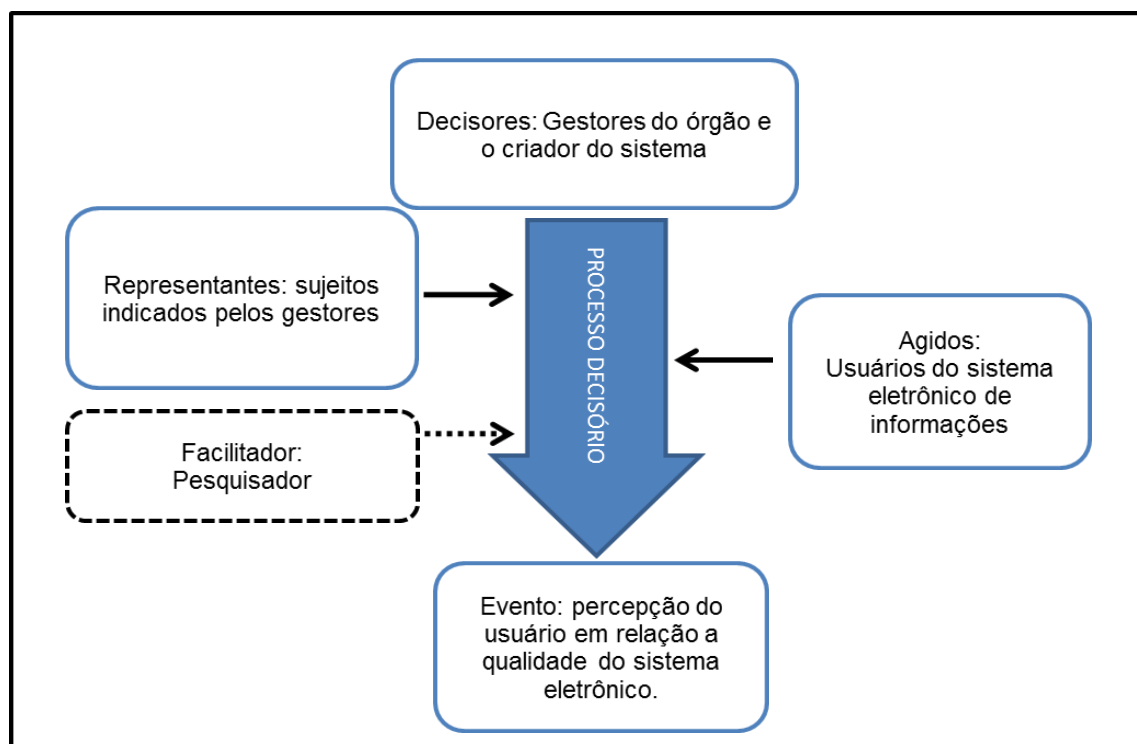 Decisores: Gestores do órgão e
o criador do sistema
Representantes: sujeitos
indicados pelos gestores
PROCESSO DECISÓRIO
Agidos:
Usuários do sistema
eletrônico de
informações
Facilitador:
Pesquisador
Evento: percepção do
usuário em relação a
qualidade do sistema
eletrônico.